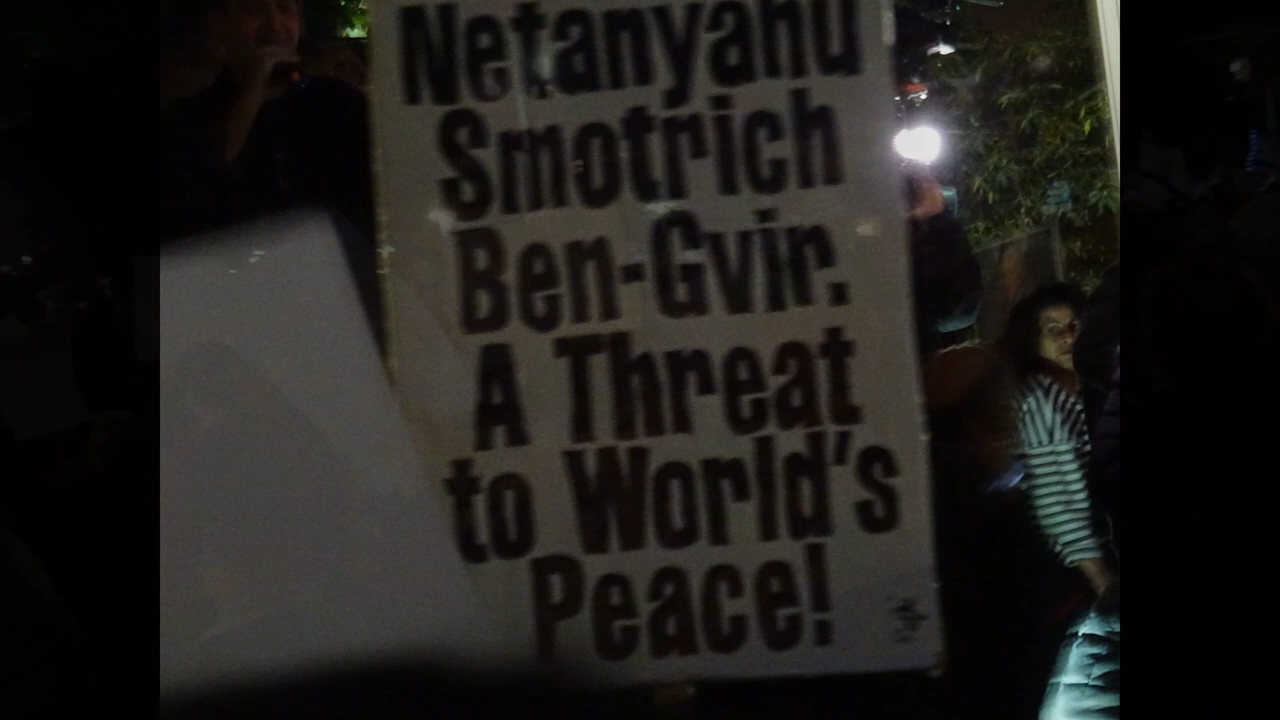 Netanyahu
Smotrich
Ben-Gvir.
A Threat
to World's
Peace!